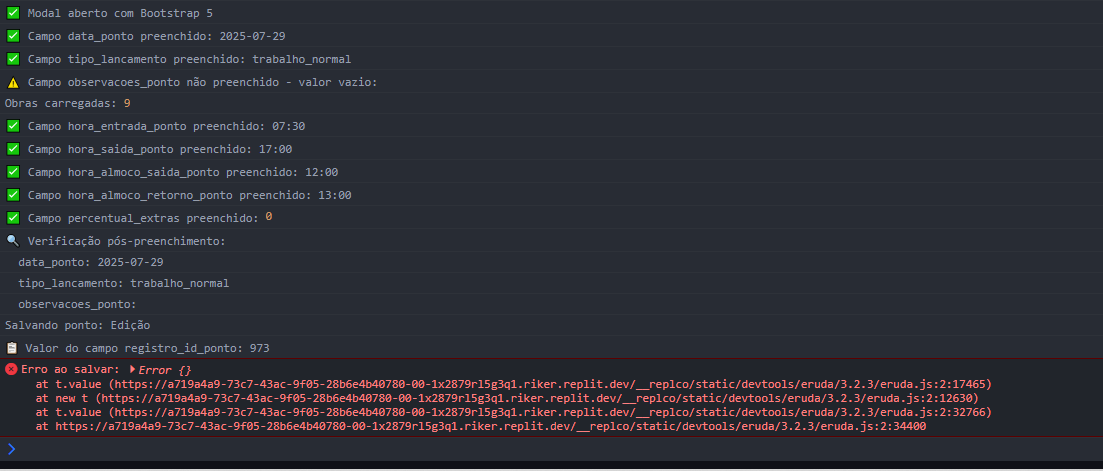 ✅ Modal aberto com Bootstrap 5
✅ Campo data_ponto preenchido: 2025-07-29
✅ Campo tipo_lancamento preenchido: trabalho_normal
⚠️ Campo observacoes_ponto não preenchido - valor vazio:
Obras carregadas: 9
✅ Campo hora_entrada_ponto preenchido: 07:30
✅ Campo hora_saida_ponto preenchido: 17:00
✅ Campo hora_almoco_saida_ponto preenchido: 12:00
✅ Campo hora_almoco_retorno_ponto preenchido: 13:00
✅ Campo percentual_extras preenchido: 0
🔍 Verificação pós-preenchimento:
data_ponto: 2025-07-29
tipo_lancamento: trabalho_normal
observacoes_ponto:
Salvando ponto: Edição
📋 Valor do campo registro_id_ponto: 973
Erro ao salvar: ▶Error {}
at t.value (https://a719a4a9-73c7-43ac-9f05-28b6e4b40780-00-1x2879rl5g3q1.riker.replit.dev/__replco/static/devtools/eruda/3.2.3/eruda.js:2:17465)
at new t (https://a719a4a9-73c7-43ac-9f05-28b6e4b40780-00-1x2879rl5g3q1.riker.replit.dev/__replco/static/devtools/eruda/3.2.3/eruda.js:2:12630)
at t.value (https://a719a4a9-73c7-43ac-9f05-28b6e4b40780-00-1x2879rl5g3q1.riker.replit.dev/__replco/static/devtools/eruda/3.2.3/eruda.js:2:32766)
at https://a719a4a9-73c7-43ac-9f05-28b6e4b40780-00-1x2879rl5g3q1.riker.replit.dev/__replco/static/devtools/eruda/3.2.3/eruda.js:2:34400